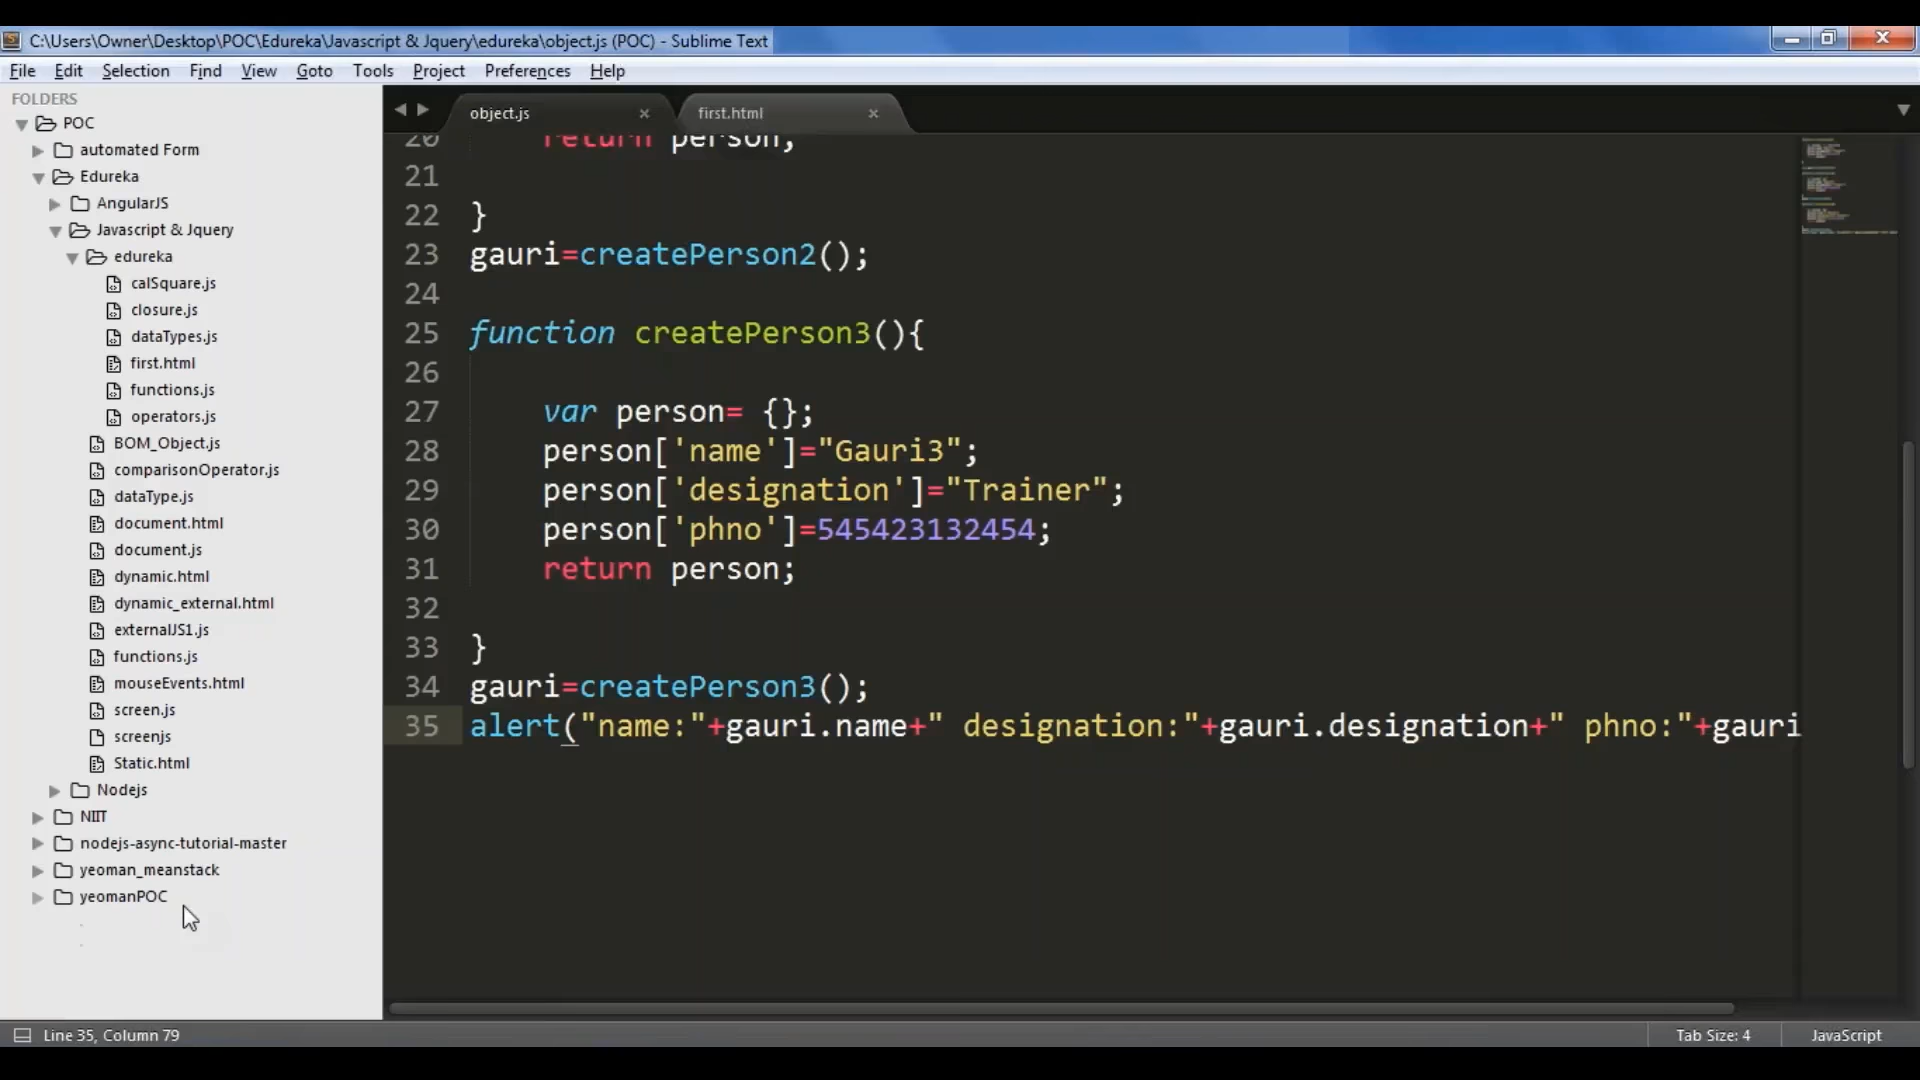 C:\Users\Owner\Desktop\POC\Edureka\Javascript & Jquery\edureka\object.js (POC) - Sublime Text
File Edit Selection Find View Goto Tools Project Preferences Help
FOLDERS
POC
automated Form
Edureka
AngularJS
Javascript & Jquery
edureka
calSquare.js
closure.js
dataTypes.js
first.html
functions.js
operators.js
BOM_Object.js
comparisonOperator.js
dataType.js
document.html
document.js
dynamic.html
dynamic_external.html
externalJS1.js
functions.js
mouseEvents.html
screen.js
screenjs
Static.html
Nodejs
NIIT
nodejs-async-tutorial-master
yeoman_meanstack
yeomanPOC
object.js first.html
20 return person;
21
22 }
23 gauri=createPerson2();
24
25 function createPerson3(){
26
27 var person= {};
28 person['name']="Gauri3";
29 person['designation']="Trainer";
30 person['phno']=545423132454;
31 return person;
32
33 }
34 gauri=createPerson3();
35 alert("name:"+gauri.name+" designation:"+gauri.designation+" phno:"+gauri
Line 35, Column 79 Tab Size: 4 JavaScript